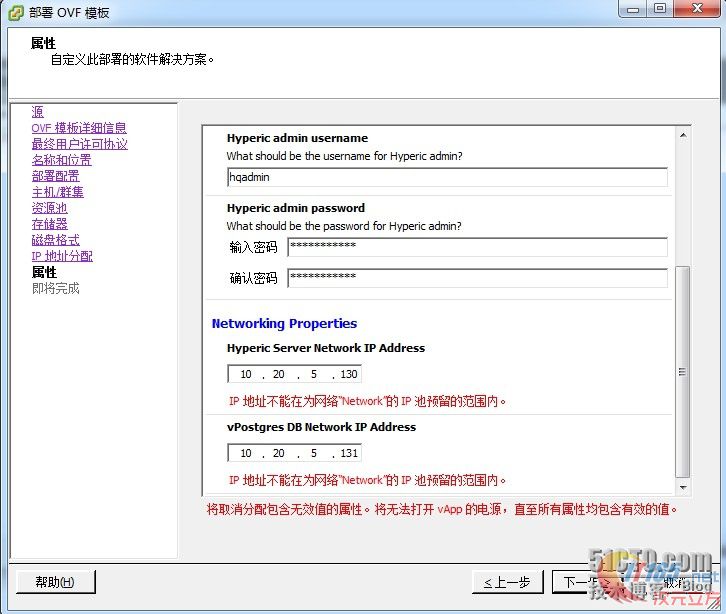 部署 OVF 模板
属性
自定义此部署的软件解决方案。
源
OVF 模板详细信息
最终用户许可协议
名称和位置
部署配置
主机/群集
资源池
存储器
磁盘格式
IP 地址分配
属性
即将完成
Hyperic admin username
What should be the username for Hyperic admin?
hqadmin
Hyperic admin password
What should be the password for Hyperic admin?
输入密码 ***********
确认密码 ***********
Networking Properties
Hyperic Server Network IP Address
10 . 20 . 5 . 130
IP 地址不能在为网络"Network"的 IP 池预留的范围内。
vPostgres DB Network IP Address
10 . 20 . 5 . 131
IP 地址不能在为网络"Network"的 IP 池预留的范围内。
将取消分配包含无效值的属性。将无法打开 vApp 的电源，直至所有属性均包含有效的值。
帮助(H)
<上一步
下一
取消
51CTO.com
技术博客 Blog